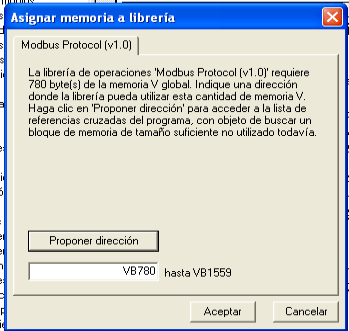 Asignar memoria a librería
Modbus Protocol (v1.0)
La librería de operaciones 'Modbus Protocol (v1.0)' requiere
780 byte(s) de la memoria V global. Indique una dirección
donde la librería pueda utilizar esta cantidad de memoria V.
Haga clic en 'Proponer dirección' para acceder a la lista de
referencias cruzadas del programa, con objeto de buscar un
bloque de memoria de tamaño suficiente no utilizado todavía.
Proponer dirección
VB780 hasta VB1559
Aceptar Cancelar